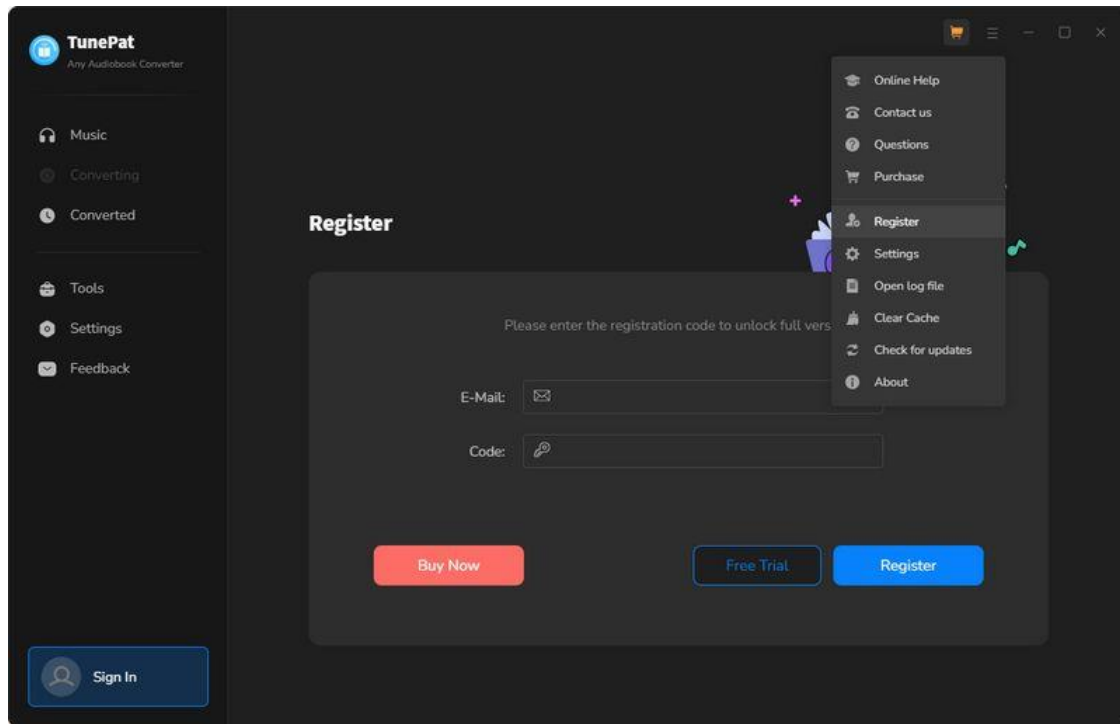 TunePat
Any Audiobook Converter
Music
Converting
Converted
Tools
Settings
Feedback
Sign In
Online Help
Contact us
Questions
Purchase
Register
Settings
Open log file
Clear Cache
Check for updates
About
Register
Please enter the registration code to unlock full vers
E-Mail:
Code:
Buy Now
Free Trial
Register